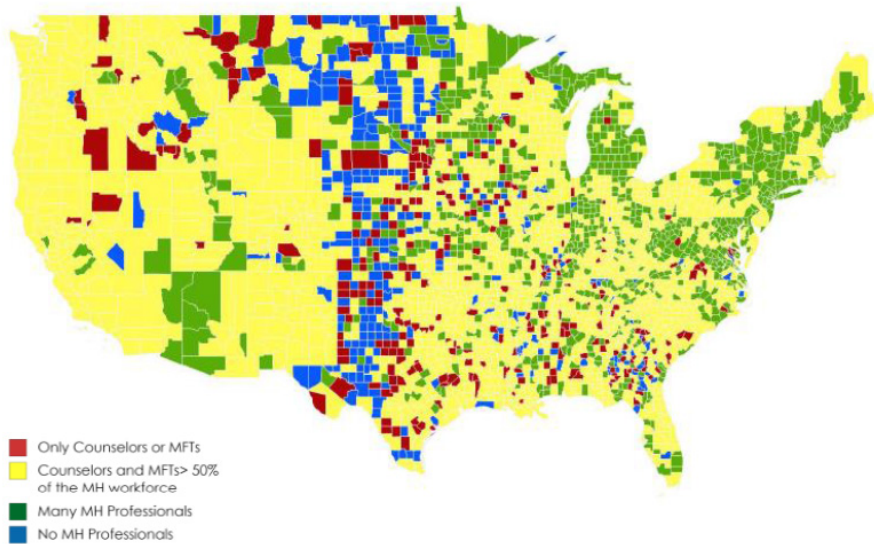 Only Counselors or MFTs
Counselors and MFTs> 50%
of the MH workforce
Many MH Professionals
No MH Professionals